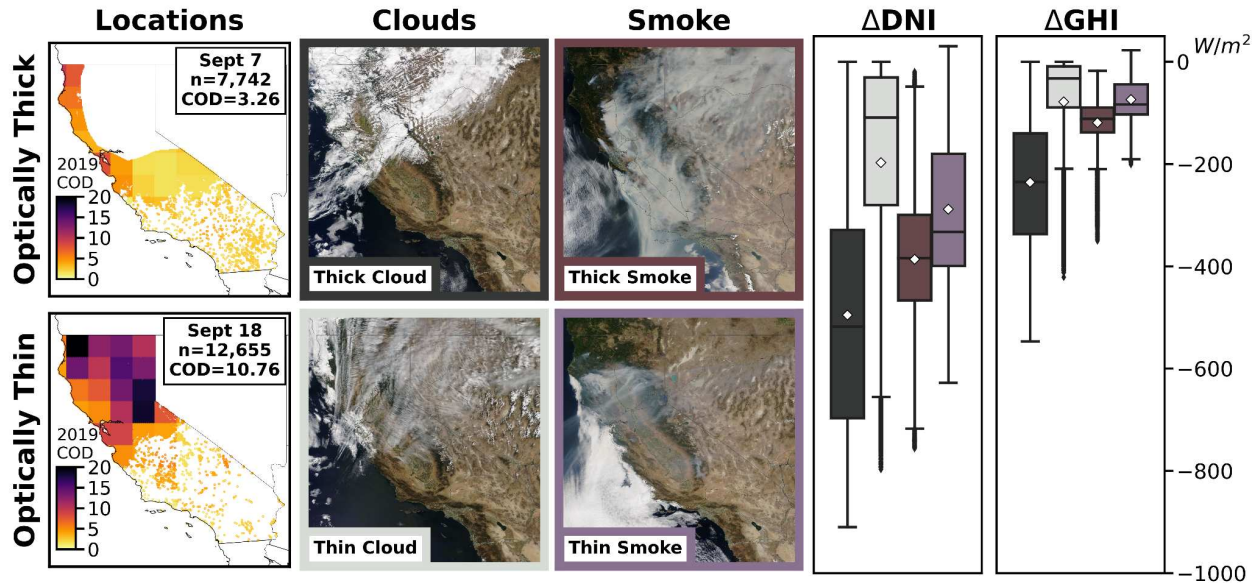 Locations
Clouds
Smoke
ΔDNI
ΔGHI
W/m²
Optically Thick
Sept 7
n=7,742
COD=3.26
2019
COD
20
15
10
5
0
Thick Cloud
Thick Smoke
Optically Thin
Sept 18
n=12,655
COD=10.76
2019
COD
20
15
10
5
0
Thin Cloud
Thin Smoke
0
−200
−400
−600
−800
−1000